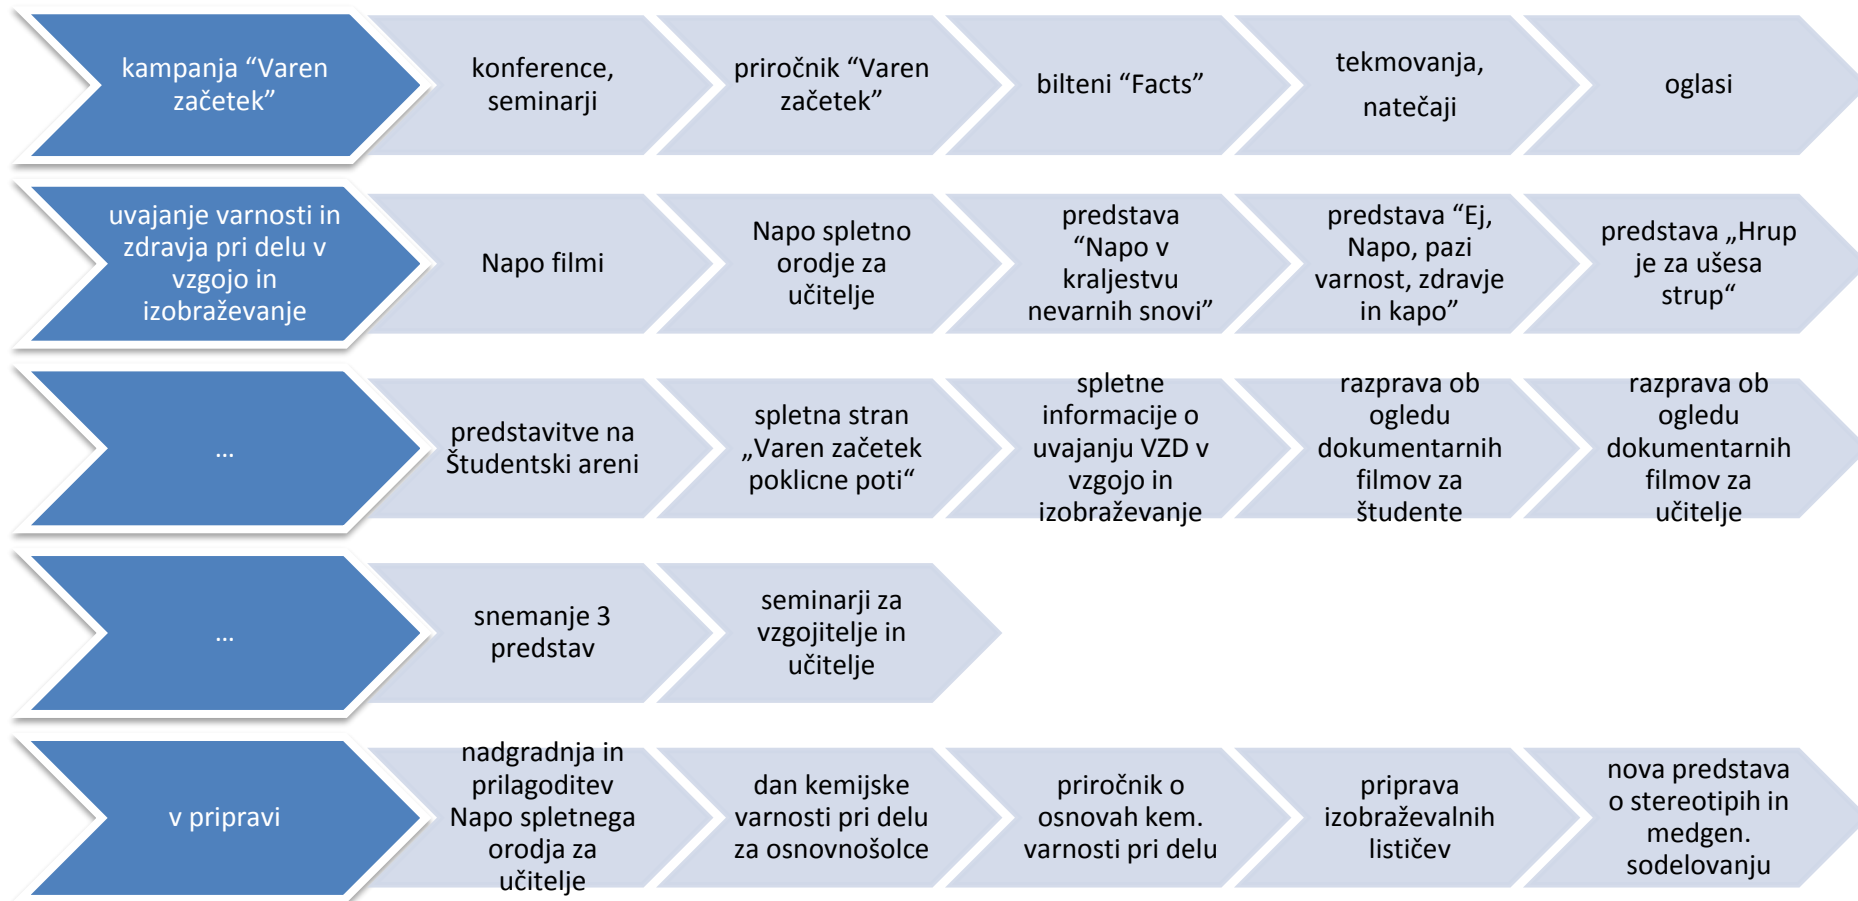 kampanja “Varen
začetek”
konference,
seminarji
priročnik “Varen
začetek”
bilteni “Facts”
tekmovanja,
natečaji
oglasi
uvajanje varnosti in
zdravja pri delu v
vzgojo in
izobraževanje
Napo filmi
Napo spletno
orodje za
učitelje
predstava
“Napo v
kraljestvu
nevarnih snovi”
predstava “Ej,
Napo, pazi
varnost, zdravje
in kapo”
predstava „Hrup
je za ušesa
strup“
...
predstavitve na
Študentski areni
spletna stran
„Varen začetek
poklicne poti“
spletne
informacije o
uvajanju VZD v
vzgojo in
izobraževanje
razprava ob
ogledu
dokumentarnih
filmov za
študente
razprava ob
ogledu
dokumentarnih
filmov za
učitelje
...
snemanje 3
predstav
seminarji za
vzgojitelje in
učitelje
v pripravi
nadgradnja in
prilagoditev
Napo spletnega
orodja za
učitelje
dan kemijske
varnosti pri delu
za osnovnošolce
priročnik o
osnovah kem.
varnosti pri delu
priprava
izobraževalnih
lističev
nova predstava
o stereotipih in
medgen.
sodelovanju